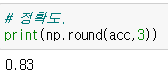 # 정확도.
print(np.round(acc,3))
0.83